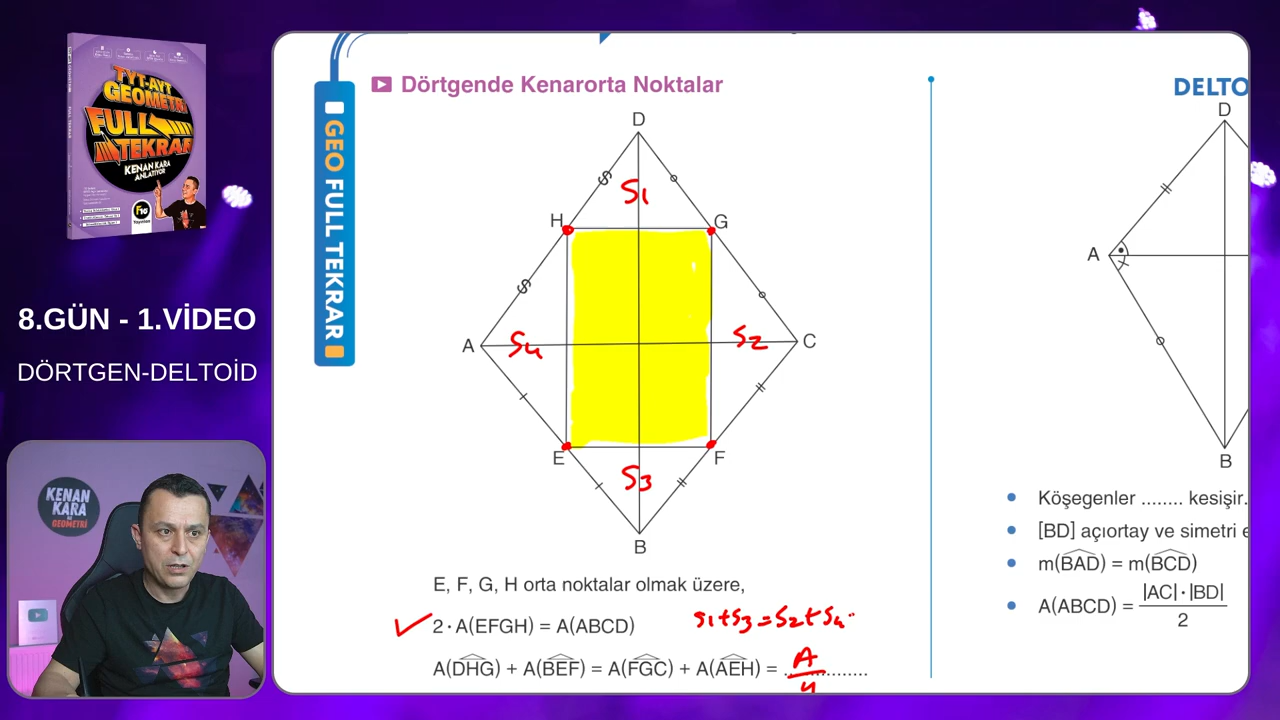 TYT-AYT
GEOMETRİ
FULL
TEKRAR
KENAN KARA
ANLATIYOR
8.GÜN - 1.VİDEO
DÖRTGEN-DELTOİD
KENAN
KARA
GEOMETRİ
GEO FULL TEKRAR
Dörtgende Kenarorta Noktalar
D
S1
H
G
A
S4
S2
C
E
F
S3
B
E, F, G, H orta noktalar olmak üzere,
2 · A(EFGH) = A(ABCD)
S1+S3=S2+S4
A(DHG) + A(BEF) = A(FGC) + A(AEH) = ................
A/4
DELTO
D
A
B
Köşegenler ........ kesişir.
[BD] açıortay ve simetri e
m(BAD) = m(BCD)
A(ABCD) = |AC|·|BD| / 2